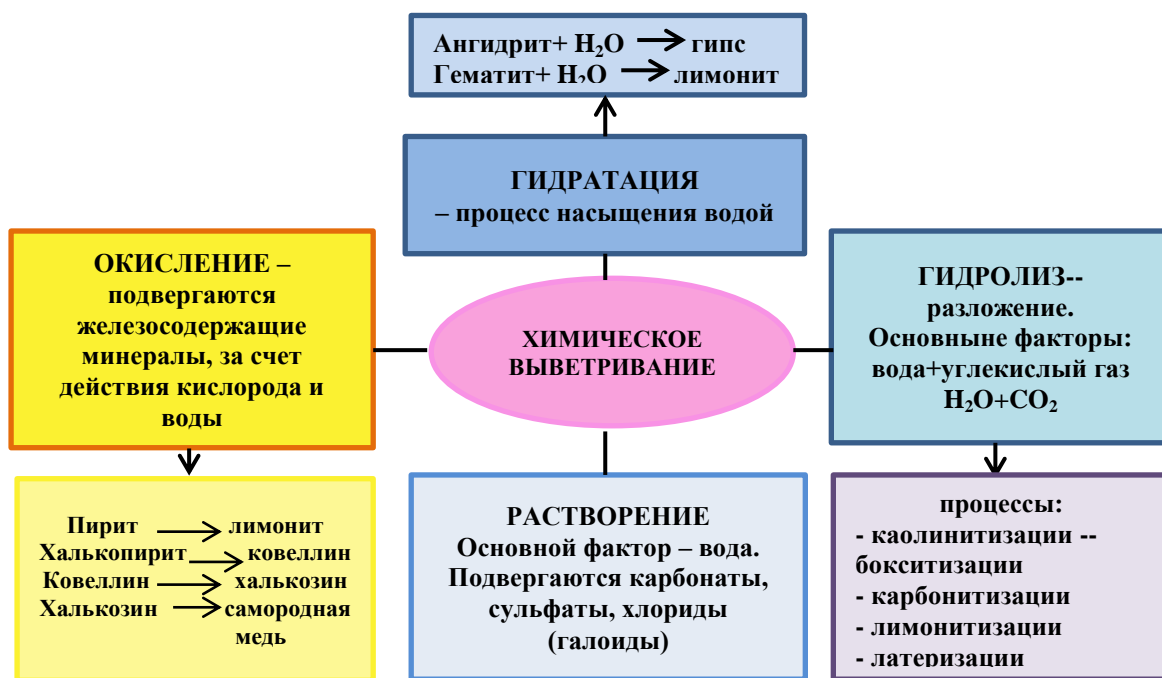 Ангидрит+ H₂O → гипс
Гематит+ H₂O → лимонит
ГИДРАТАЦИЯ
– процесс насыщения водой
ОКИСЛЕНИЕ –
подвергаются
железосодержащие
минералы, за счет
действия кислорода и
воды
ХИМИЧЕСКОЕ
ВЫВЕТРИВАНИЕ
ГИДРОЛИЗ--
разложение.
Основныне факторы:
вода+углекислый газ
H₂O+CO₂
Пирит → лимонит
Халькопирит → ковеллин
Ковеллин → халькозин
Халькозин → самородная
медь
РАСТВОРЕНИЕ
Основной фактор – вода.
Подвергаются карбонаты,
сульфаты, хлориды
(галоиды)
процессы:
- каолинитизации --
бокситизации
- карбонитизации
- лимонитизации
- латеризации